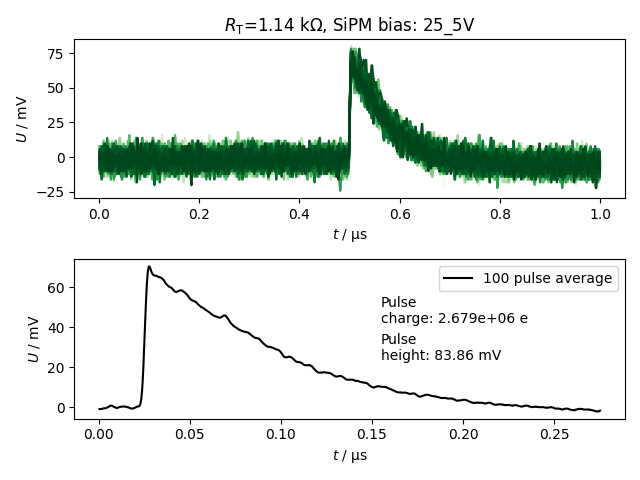 R_T=1.14 kΩ, SiPM bias: 25_5V
75
50
25
0
−25
U / mV
0.0 0.2 0.4 0.6 0.8 1.0
t / μs
60
40
20
0
U / mV
100 pulse average
Pulse
charge: 2.679e+06 e
Pulse
height: 83.86 mV
0.00 0.05 0.10 0.15 0.20 0.25
t / μs